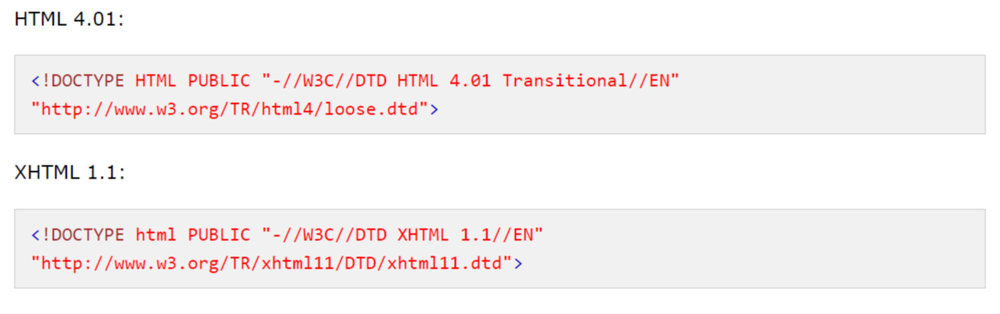 HTML 4.01:
<!DOCTYPE HTML PUBLIC "-//W3C//DTD HTML 4.01 Transitional//EN"
"http://www.w3.org/TR/html4/loose.dtd">
XHTML 1.1:
<!DOCTYPE html PUBLIC "-//W3C//DTD XHTML 1.1//EN"
"http://www.w3.org/TR/xhtml11/DTD/xhtml11.dtd">